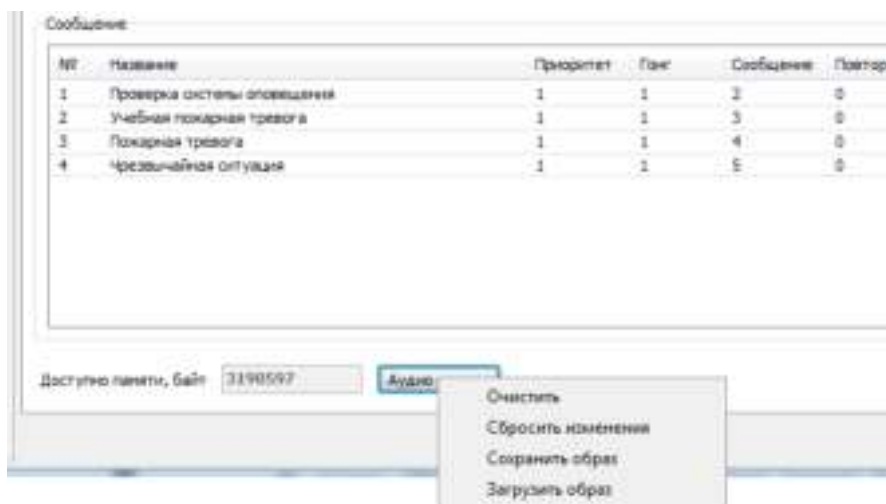 Сообщение
№ Название Приоритет Гонг Сообщение Повтор
1 Проверка системы оповещения 1 1 2 0
2 Учебная пожарная тревога 1 1 3 0
3 Пожарная тревога 1 1 4 0
4 Чрезвычайная ситуация 1 1 5 0
Доступно памяти, байт 3190597 Аудио
Очистить
Сбросить изменения
Сохранить образ
Загрузить образ